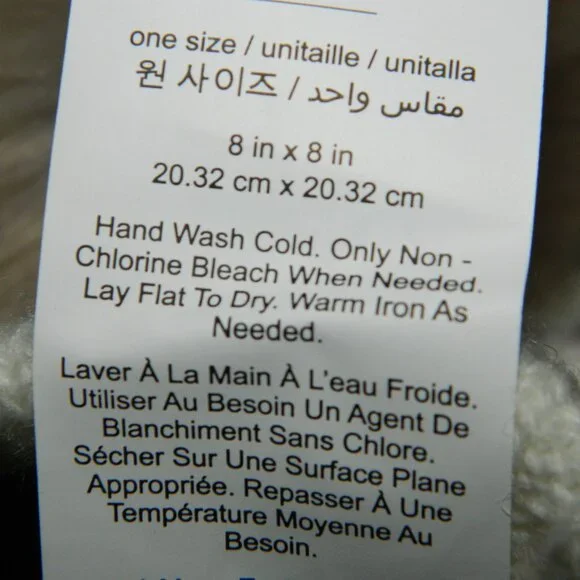 one size / unitaille / unitalla
원 사이즈 / مقاس واحد
8 in x 8 in
20.32 cm x 20.32 cm
Hand Wash Cold. Only Non -
Chlorine Bleach When Needed.
Lay Flat To Dry. Warm Iron As
Needed.
Laver À La Main À L'eau Froide.
Utiliser Au Besoin Un Agent De
Blanchiment Sans Chlore.
Sécher Sur Une Surface Plane
Appropriée. Repasser À Une
Température Moyenne Au
Besoin.